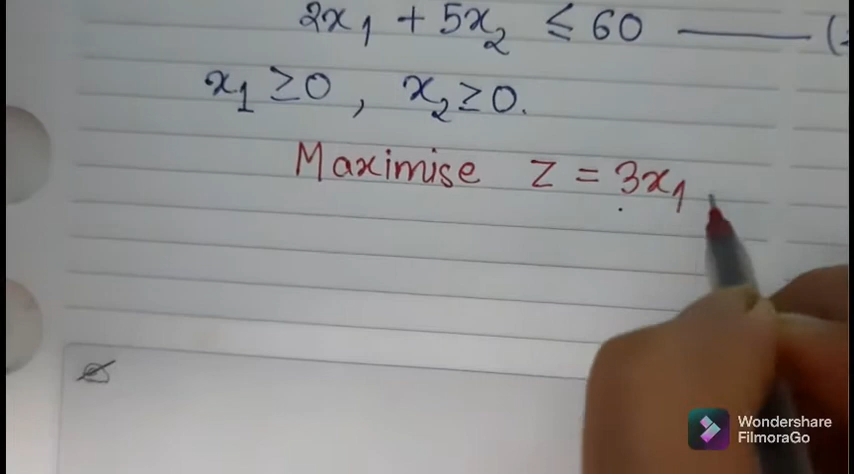 2x₁ + 5x₂ ≤ 60 ——— (
x₁ ≥ 0 , x₂ ≥ 0.
Maximise z = 3x₁
Wondershare
FilmoraGo